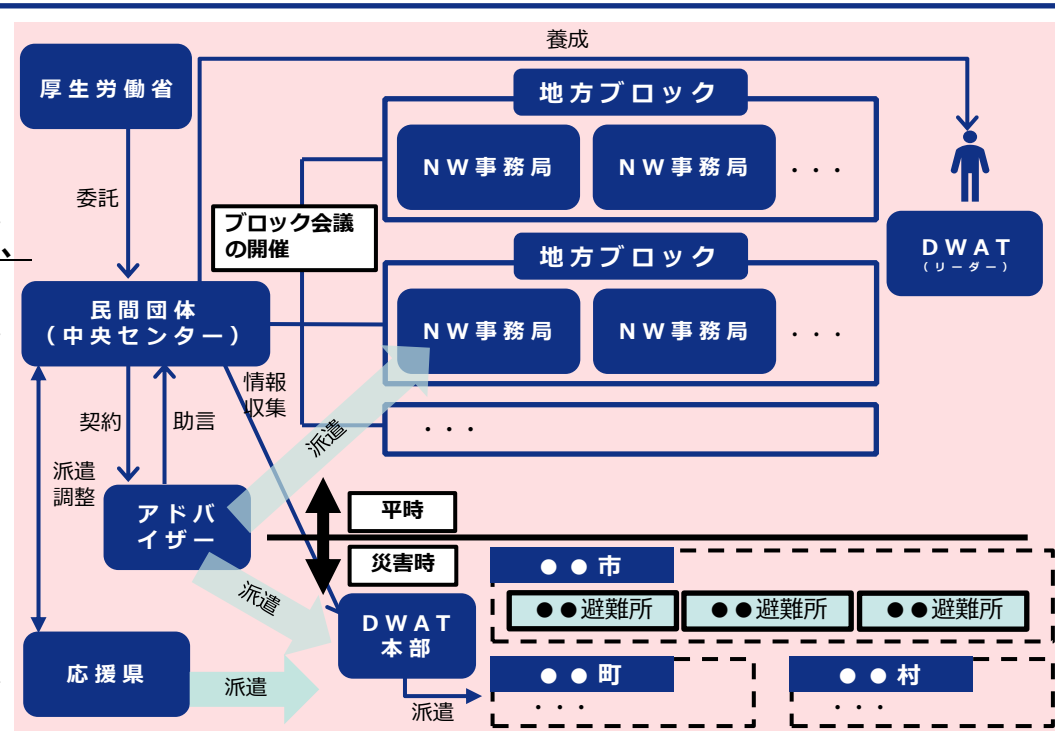 養成
厚生労働省
地方ブロック
NW事務局
NW事務局
・・・
委託
ブロック会議
の開催
、
DWAT
(リーダー)
地方ブロック
民間団体
(中央センター)
NW事務局
NW事務局
・・・
情報
収集
契約
助言
派遣
・・・
派遣
調整
アドバ
イザー
平時
災害時
●●市
●●避難所
●●避難所
●●避難所
派遣
DWAT
本部
応援県
派遣
派遣
●●町
・・・
●●村
・・・